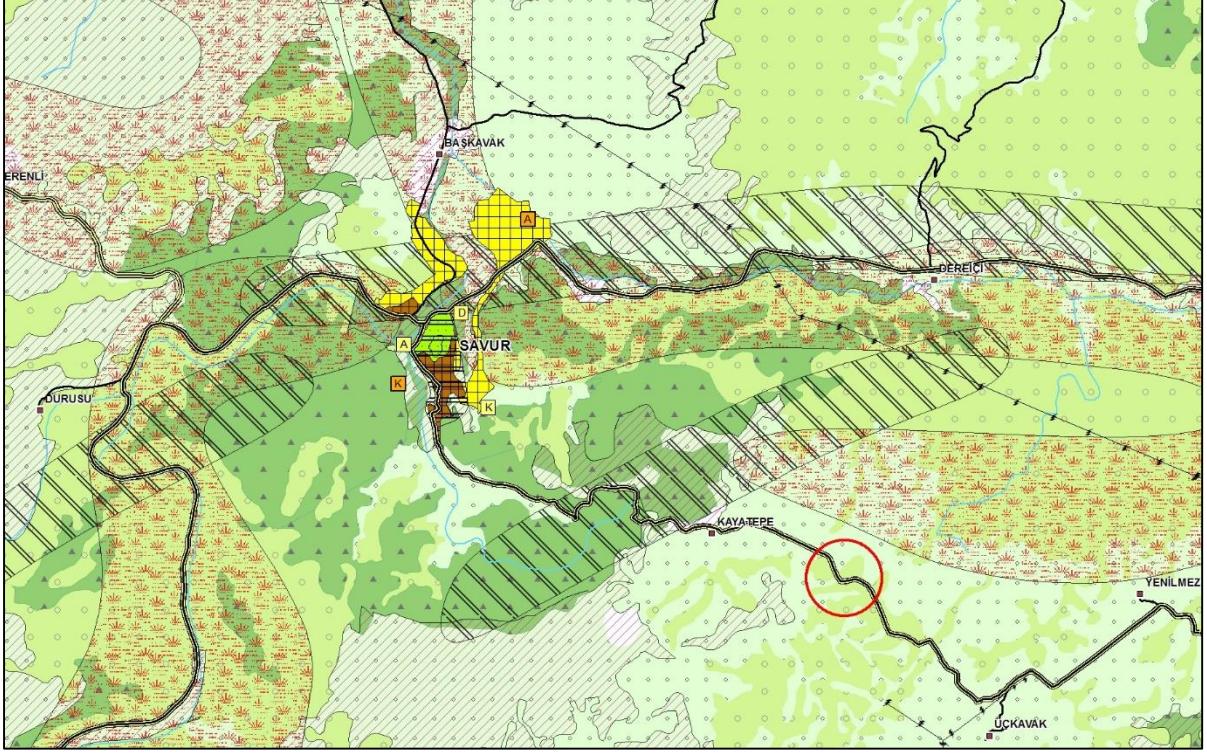 BAŞKAVAK
ERENLİ
A
DEREİÇİ
D
A
SAVUR
K
DURUSU
K
KAYATEPE
YENİLMEZ
ÜÇKAVAK